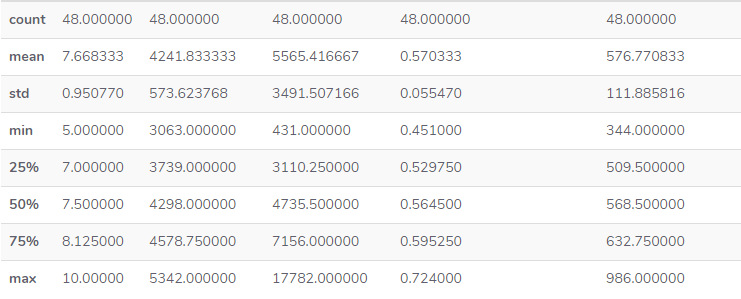 count 48.000000 48.000000 48.000000 48.000000 48.000000
mean 7.668333 4241.833333 5565.416667 0.570333 576.770833
std 0.950770 573.623768 3491.507166 0.055470 111.885816
min 5.000000 3063.000000 431.000000 0.451000 344.000000
25% 7.000000 3739.000000 3110.250000 0.529750 509.500000
50% 7.500000 4298.000000 4735.500000 0.564500 568.500000
75% 8.125000 4578.750000 7156.000000 0.595250 632.750000
max 10.00000 5342.000000 17782.000000 0.724000 986.000000